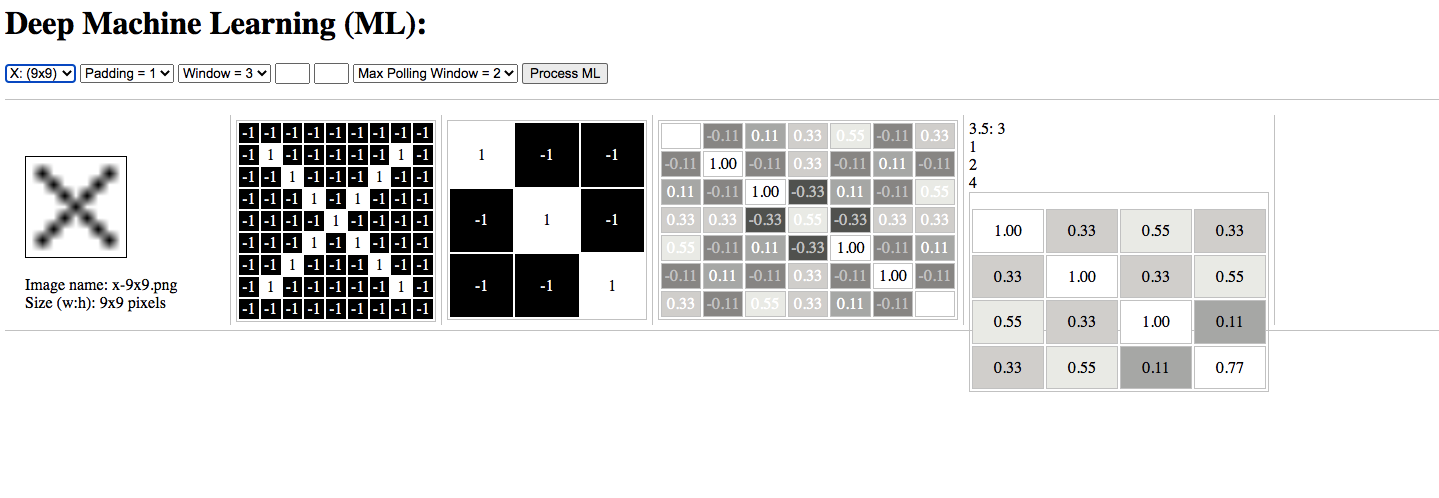 Deep Machine Learning (ML):
X: (9x9) Padding = 1 Window = 3 Max Polling Window = 2 Process ML
Image name: x-9x9.png
Size (w:h): 9x9 pixels
-1 -1 -1 -1 -1 -1 -1 -1 -1
-1 1 -1 -1 -1 -1 -1 1 -1
-1 -1 1 -1 -1 -1 1 -1 -1
-1 -1 -1 1 -1 1 -1 -1 -1
-1 -1 -1 -1 1 -1 -1 -1 -1
-1 -1 -1 1 -1 1 -1 -1 -1
-1 -1 1 -1 -1 -1 1 -1 -1
-1 1 -1 -1 -1 -1 -1 1 -1
-1 -1 -1 -1 -1 -1 -1 -1 -1
1 -1 -1
-1 1 -1
-1 -1 1
-0.11 0.11 0.33 0.55 -0.11 0.33
-0.11 1.00 -0.11 0.33 -0.11 0.11 -0.11
0.11 -0.11 1.00 -0.33 0.11 -0.11 0.55
0.33 0.33 -0.33 0.55 -0.33 0.33 0.33
0.55 -0.11 0.11 -0.33 1.00 -0.11 0.11
-0.11 0.11 -0.11 0.33 -0.11 1.00 -0.11
0.33 -0.11 0.55 0.33 0.11 -0.11
3.5: 3
1
2
4
1.00 0.33 0.55 0.33
0.33 1.00 0.33 0.55
0.55 0.33 1.00 0.11
0.33 0.55 0.11 0.77